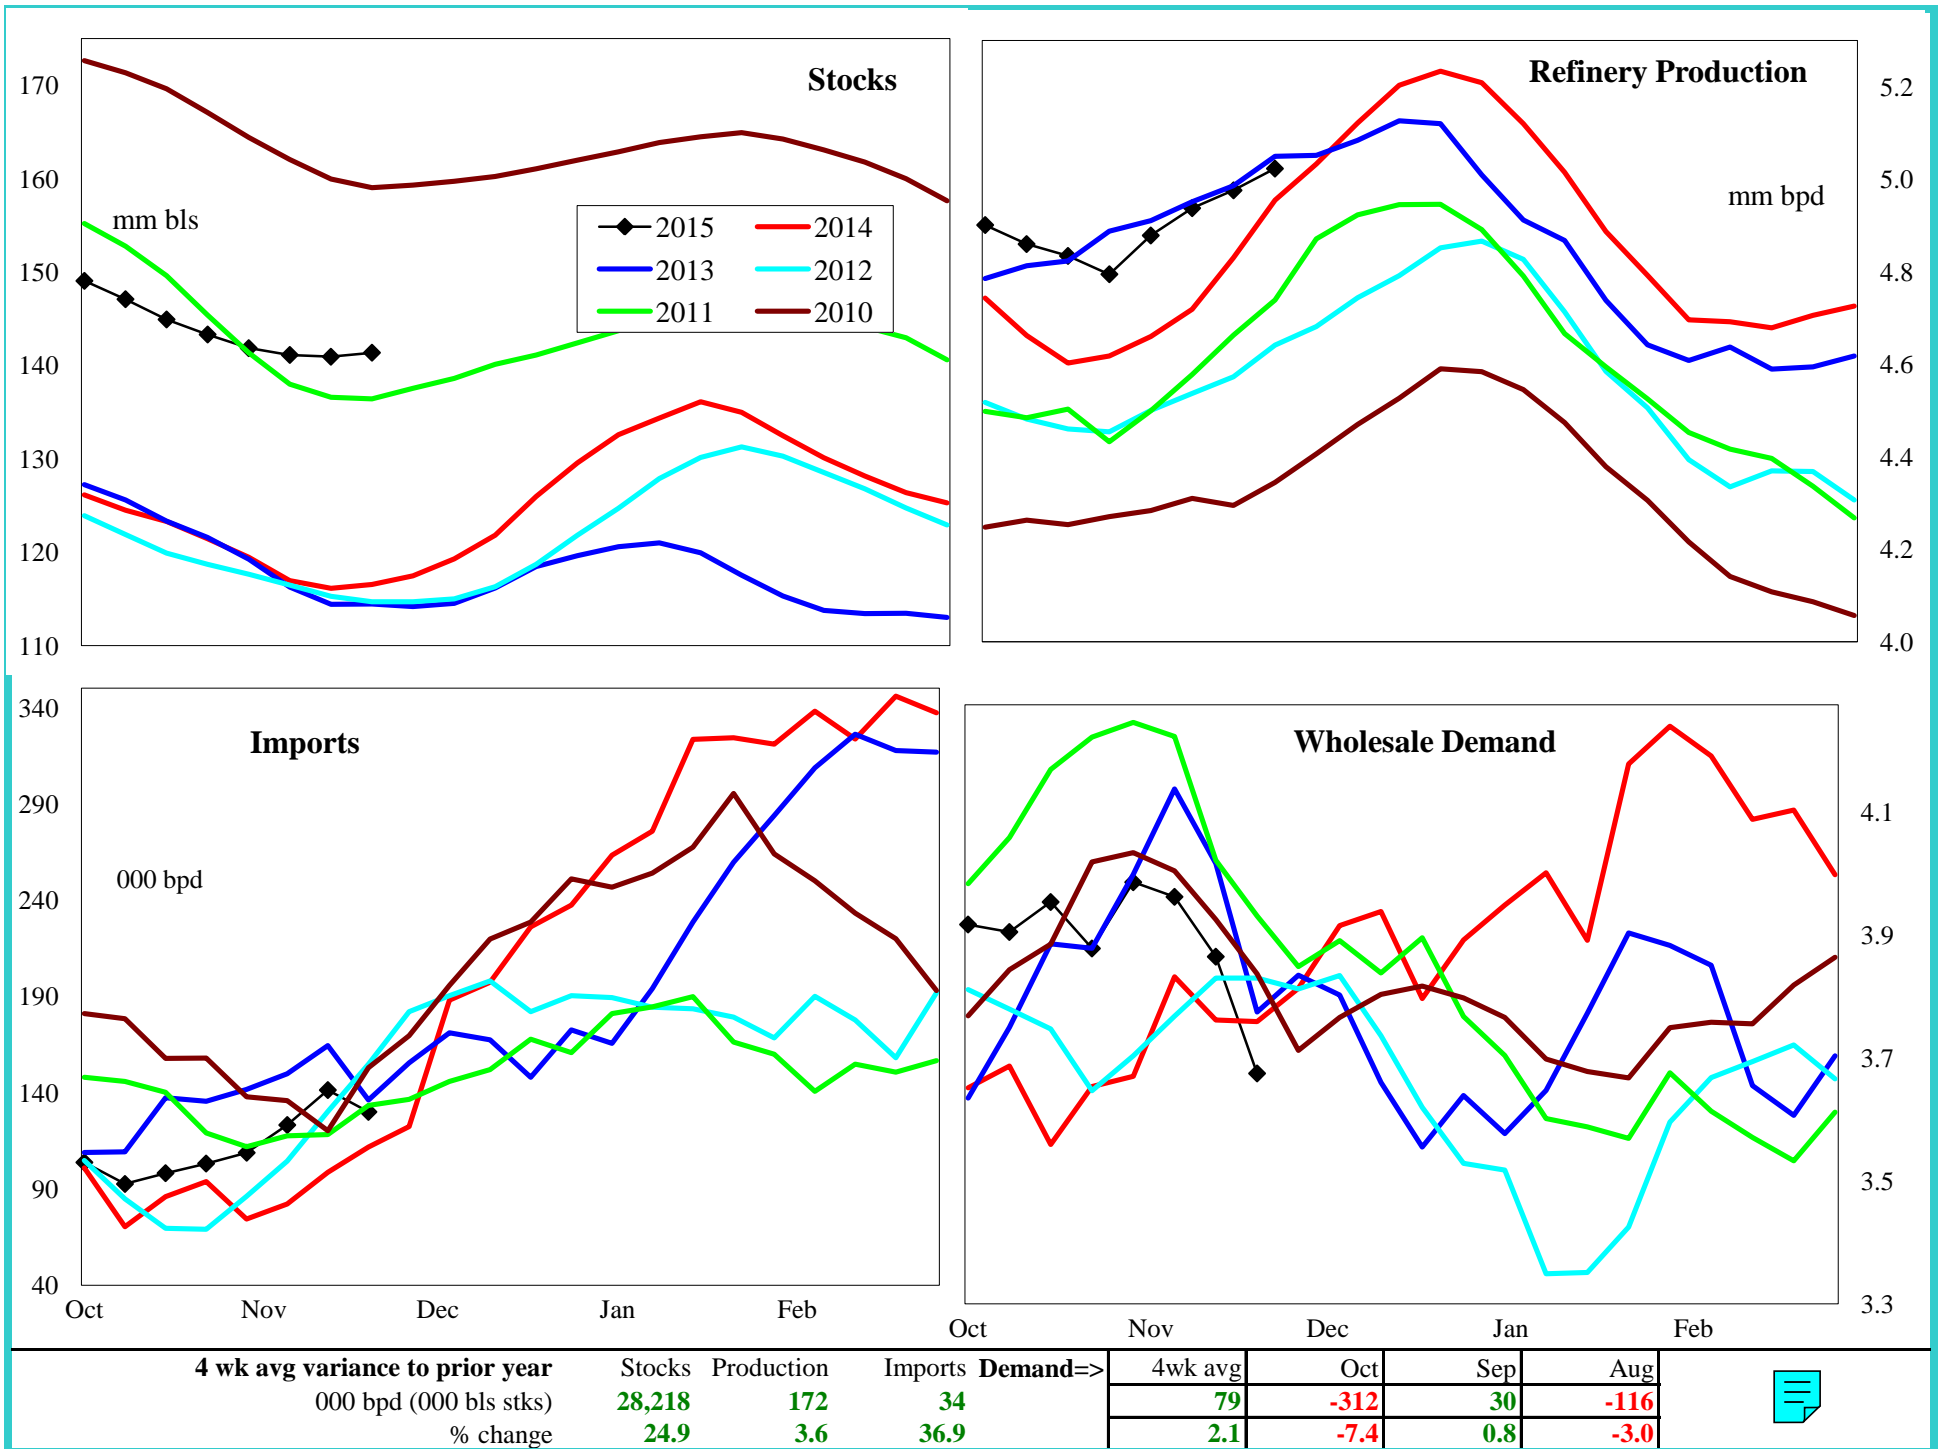 Stocks
170
160
150
140
130
120
110
mm bls
2015
2014
2013
2012
2011
2010
Refinery Production
mm bpd
5.2
5.0
4.8
4.6
4.4
4.2
4.0
Imports
000 bpd
340
290
240
190
140
90
40
Oct Nov Dec Jan Feb
Wholesale Demand
4.1
3.9
3.7
3.5
3.3
Oct Nov Dec Jan Feb
4 wk avg variance to prior year Stocks Production Imports Demand=> 4wk avg Oct Sep Aug
000 bpd (000 bls stks) 28,218 172 34 79 -312 30 -116
% change 24.9 3.6 36.9 2.1 -7.4 0.8 -3.0